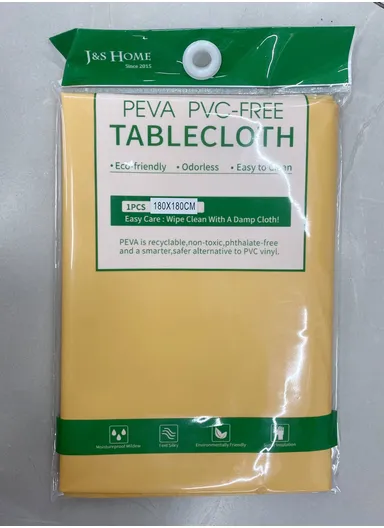 J&S HOME
Since 2015
PEVA PVC-FREE
TABLECLOTH
• Eco-friendly • Odorless • Easy to Clean
1PCS 180X180CM
Easy Care : Wipe Clean With A Damp Cloth!
PEVA is recyclable,non-toxic,phthalate-free
and a smarter,safer alternative to PVC vinyl.
Environmentally Friendly